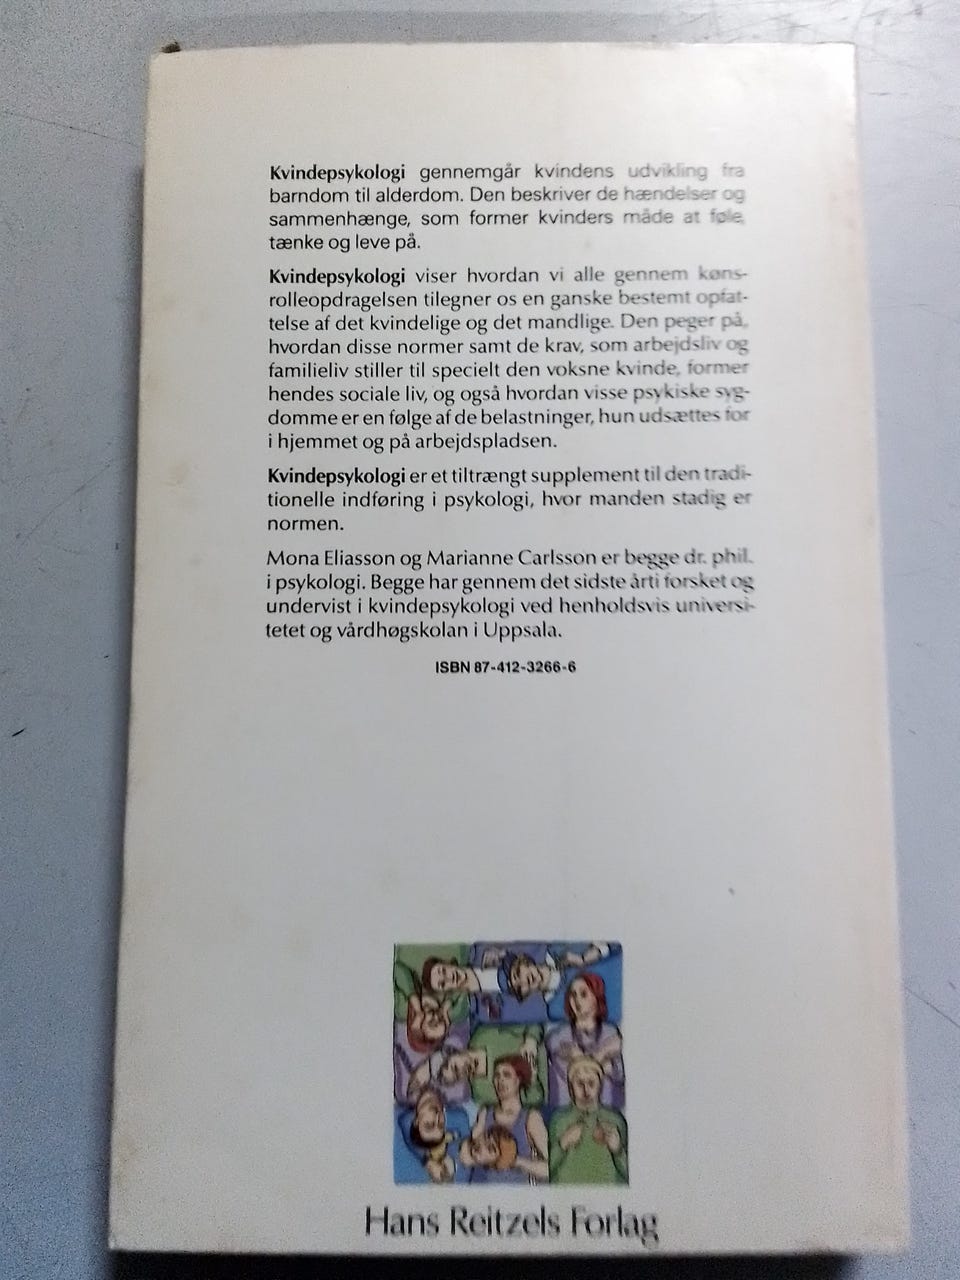 Kvindepsykologi gennemgår kvindens udvikling fra
barndom til alderdom. Den beskriver de hændelser og
sammenhænge, som former kvinders måde at føle,
tænke og leve på.
Kvindepsykologi viser hvordan vi alle gennem køns-
rolleopdragelsen tilegner os en ganske bestemt opfat-
telse af det kvindelige og det mandlige. Den peger på,
hvordan disse normer samt de krav, som arbejdsliv og
familieliv stiller til specielt den voksne kvinde, former
hendes sociale liv, og også hvordan visse psykiske syg-
domme er en følge af de belastninger, hun udsættes for
i hjemmet og på arbejdspladsen.
Kvindepsykologi er et tiltrængt supplement til den tradi-
tionelle indføring i psykologi, hvor manden stadig er
normen.
Mona Eliasson og Marianne Carlsson er begge dr. phil.
i psykologi. Begge har gennem det sidste årti forsket og
undervist i kvindepsykologi ved henholdsvis universi-
tetet og vårdhøgskolan i Uppsala.
ISBN 87-412-3266-6
Hans Reitzels Forlag